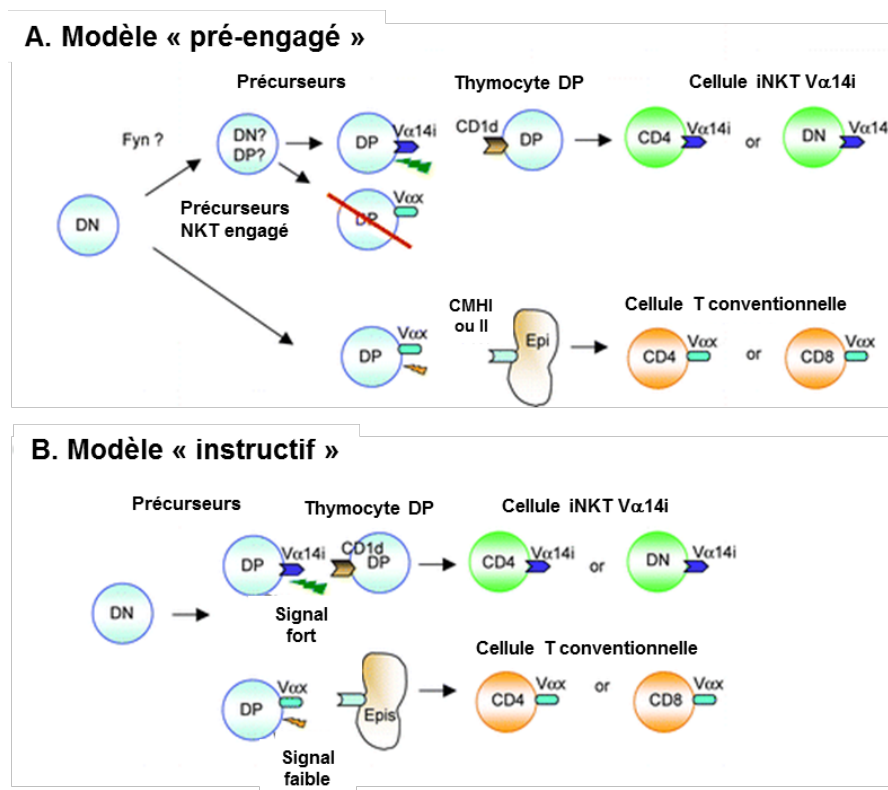 A. Modèle « pré-engagé »
Précurseurs
Thymocyte DP
Cellule iNKT Vα14i
Fyn ?
DN?
DP?
DP
Vα14i
CD1d
DP
CD4
Vα14i
or
DN
Vα14
Précurseurs
NKT engagé
DP
Vαx
DN
CMHI
ou II
Cellule T conventionnelle
DP
Vαx
Epi
CD4
Vαx
or
CD8
Vαx
B. Modèle « instructif »
Précurseurs
Thymocyte DP
Cellule iNKT Vα14i
DP
Vα14i
CD1d
DP
CD4
Vα14i
or
DN
Vα14i
DN
Signal
fort
Cellule T conventionnelle
DP
Vαx
Epis
CD4
Vαx
or
CD8
Vαx
Signal
faible